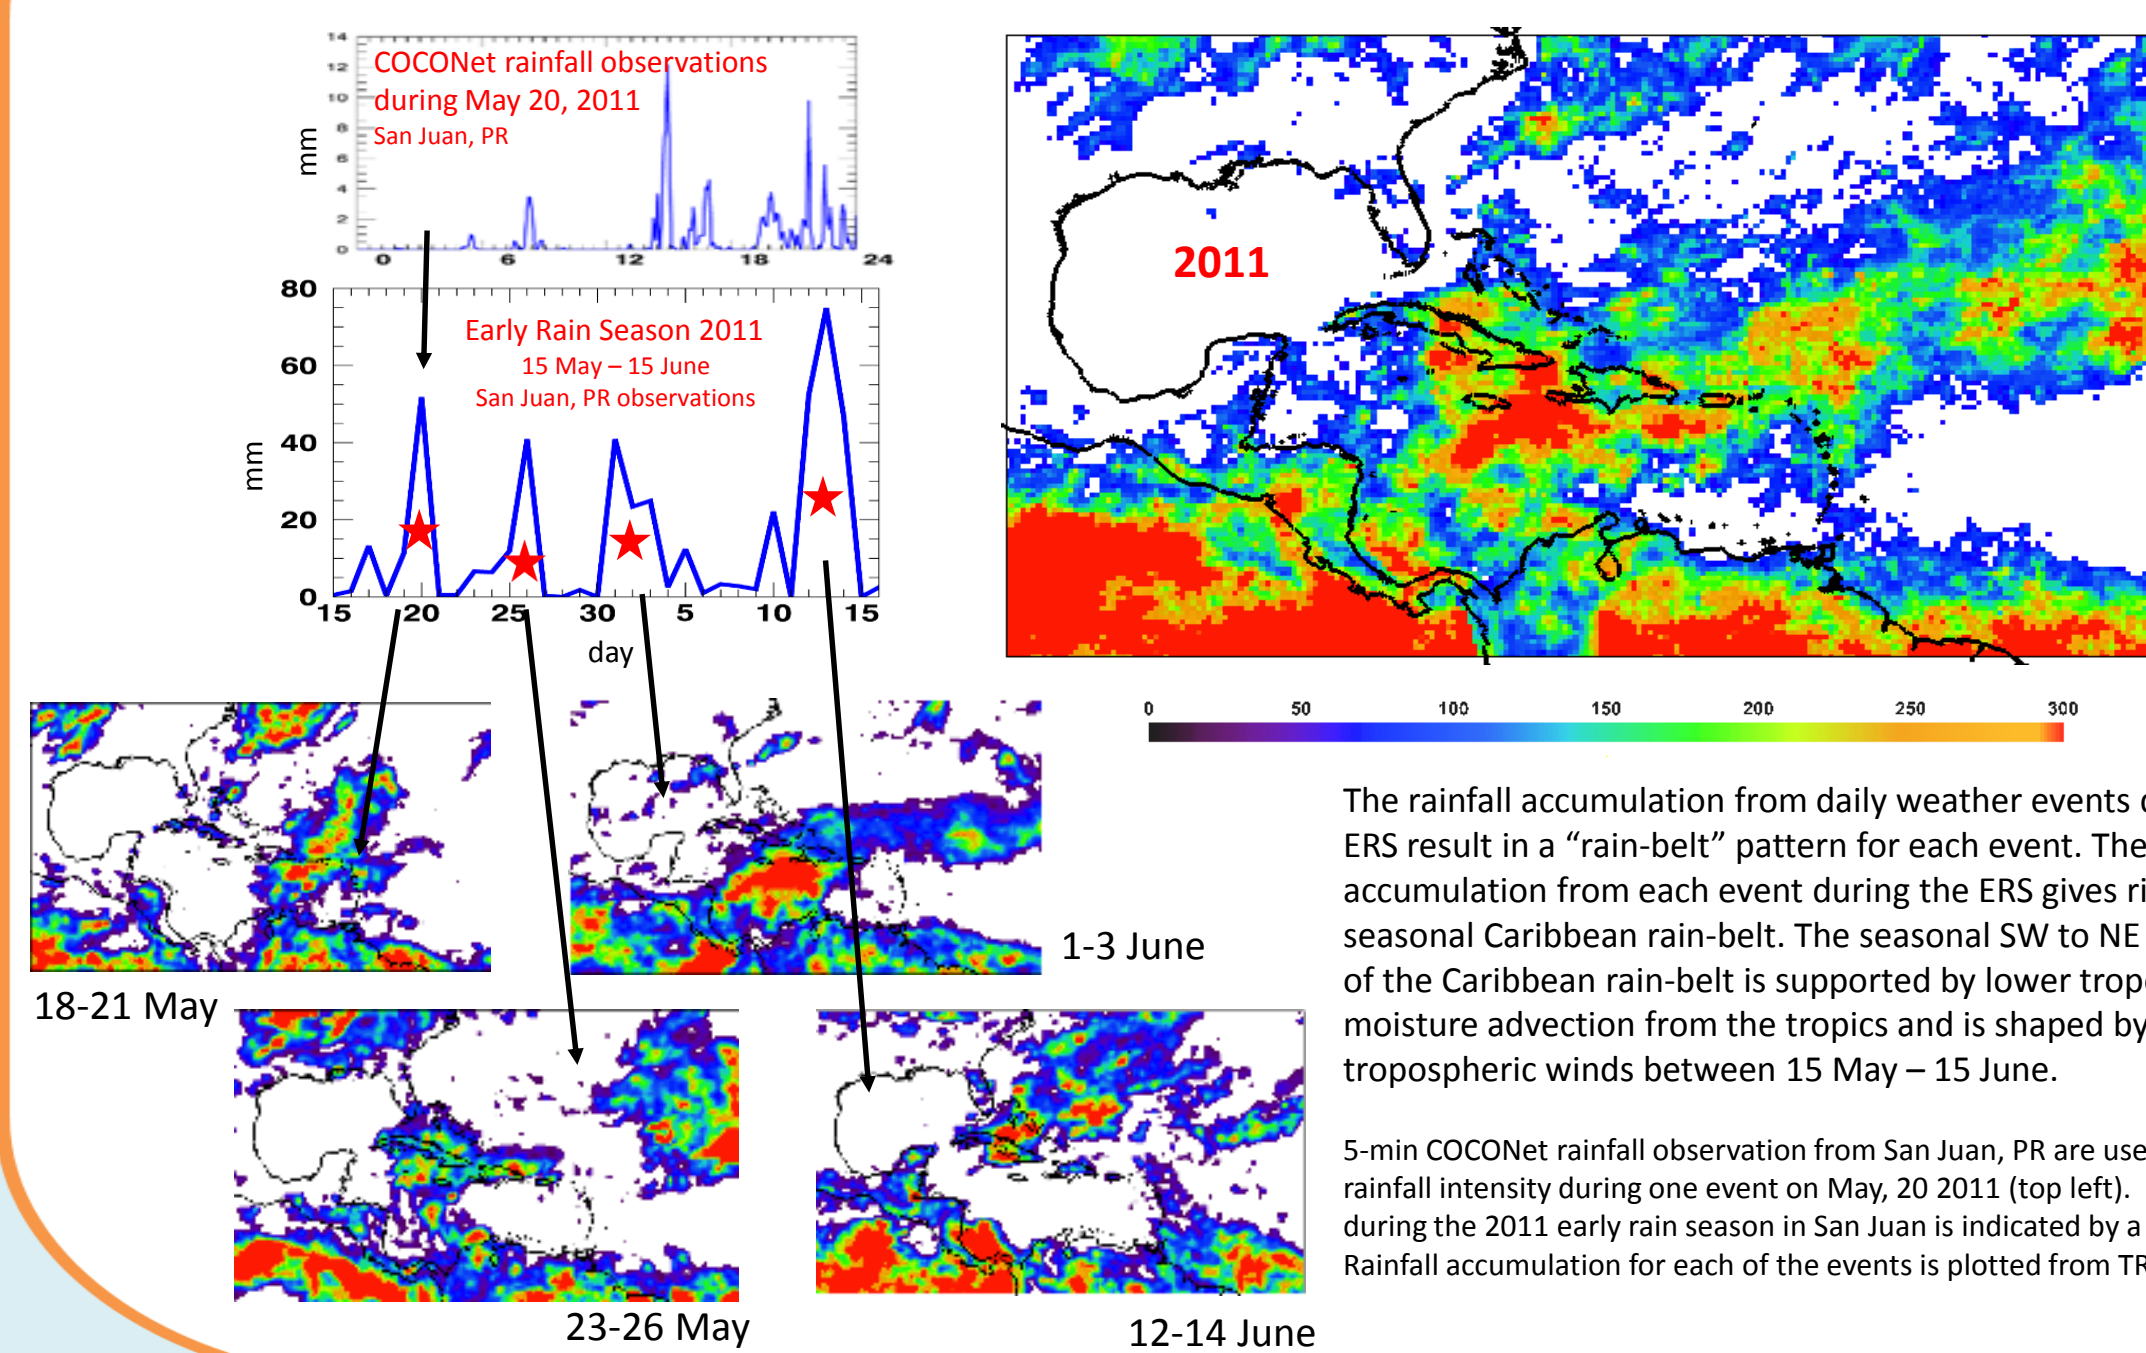 COCONet rainfall observations
during May 20, 2011
San Juan, PR
mm
14
12
10
8
6
4
2
0
0 6 12 18 24
Early Rain Season 2011
15 May – 15 June
San Juan, PR observations
mm
80
60
40
20
0
15 20 25 30 5 10 15
day
2011
0 50 100 150 200 250 300
18-21 May
1-3 June
23-26 May
12-14 June
The rainfall accumulation from daily weather events
ERS result in a “rain-belt” pattern for each event. The
accumulation from each event during the ERS gives
seasonal Caribbean rain-belt. The seasonal SW to NE
of the Caribbean rain-belt is supported by lower
moisture advection from the tropics and is shaped by
tropospheric winds between 15 May – 15 June.
5-min COCONet rainfall observation from San Juan, PR are
rainfall intensity during one event on May, 20 2011 (top left).
during the 2011 early rain season in San Juan is indicated by a
Rainfall accumulation for each of the events is plotted from